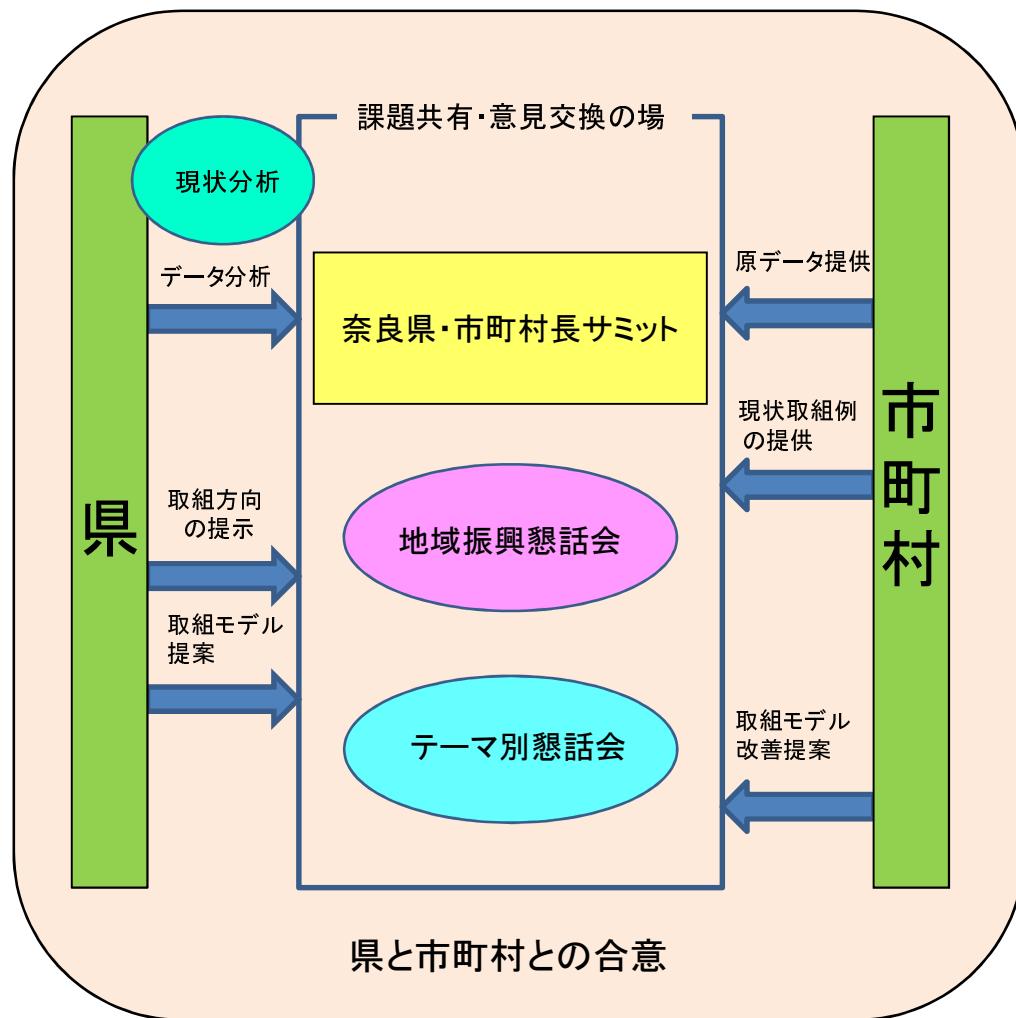 課題共有・意見交換の場
現状分析
データ分析
原データ提供
奈良県・市町村長サミット
現状取組例
の提供
市町村
県
取組方向
の提示
地域振興懇話会
取組モデル
提案
テーマ別懇話会
取組モデル
改善提案
県と市町村との合意